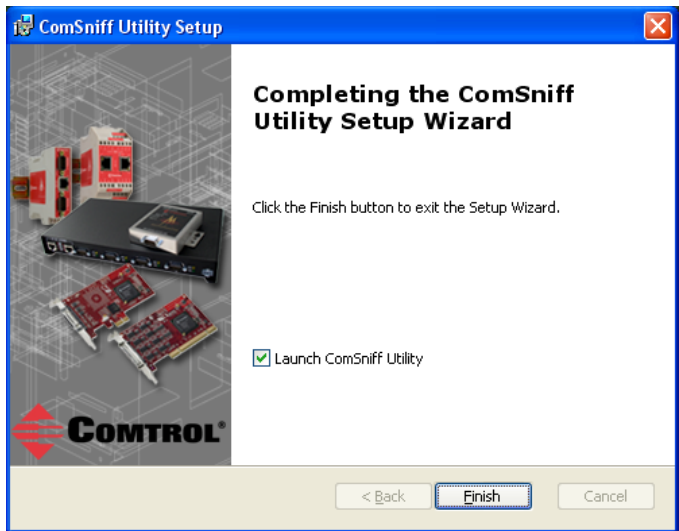 ComSniff Utility Setup
Completing the ComSniff
Utility Setup Wizard
Click the Finish button to exit the Setup Wizard.
Launch ComSniff Utility
COMTROL®
< Back
Finish
Cancel